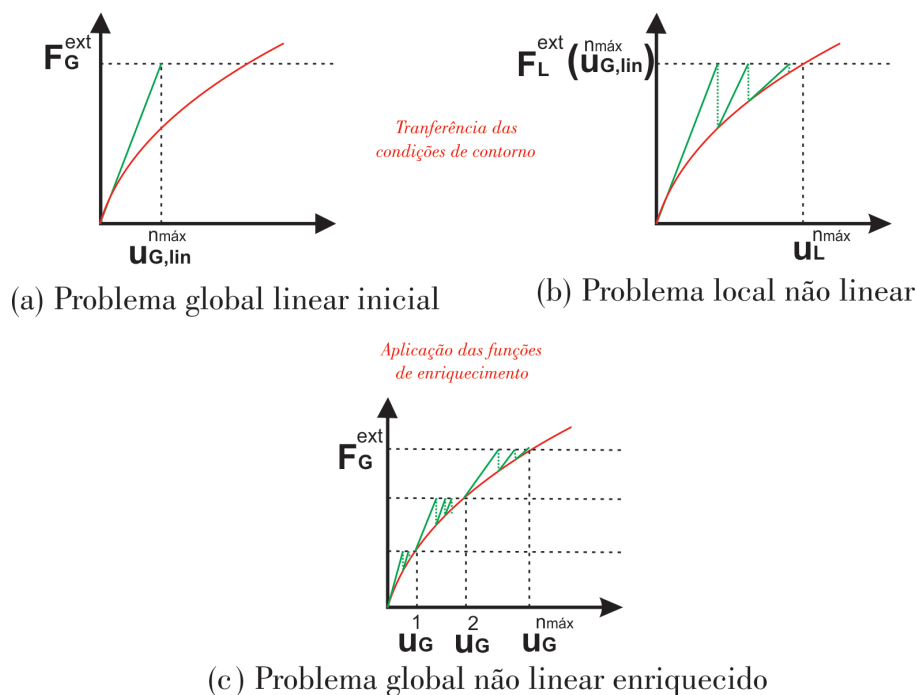 F_G^ext
u_G,lin^nmáx
(a) Problema global linear inicial
Tranferência das
condições de contorno
F_L^ext (u_G,lin^nmáx)
u_L^nmáx
(b) Problema local não linear
Aplicação das funções
de enriquecimento
F_G^ext
u_G^1 u_G^2 u_G^nmáx
(c) Problema global não linear enriquecido